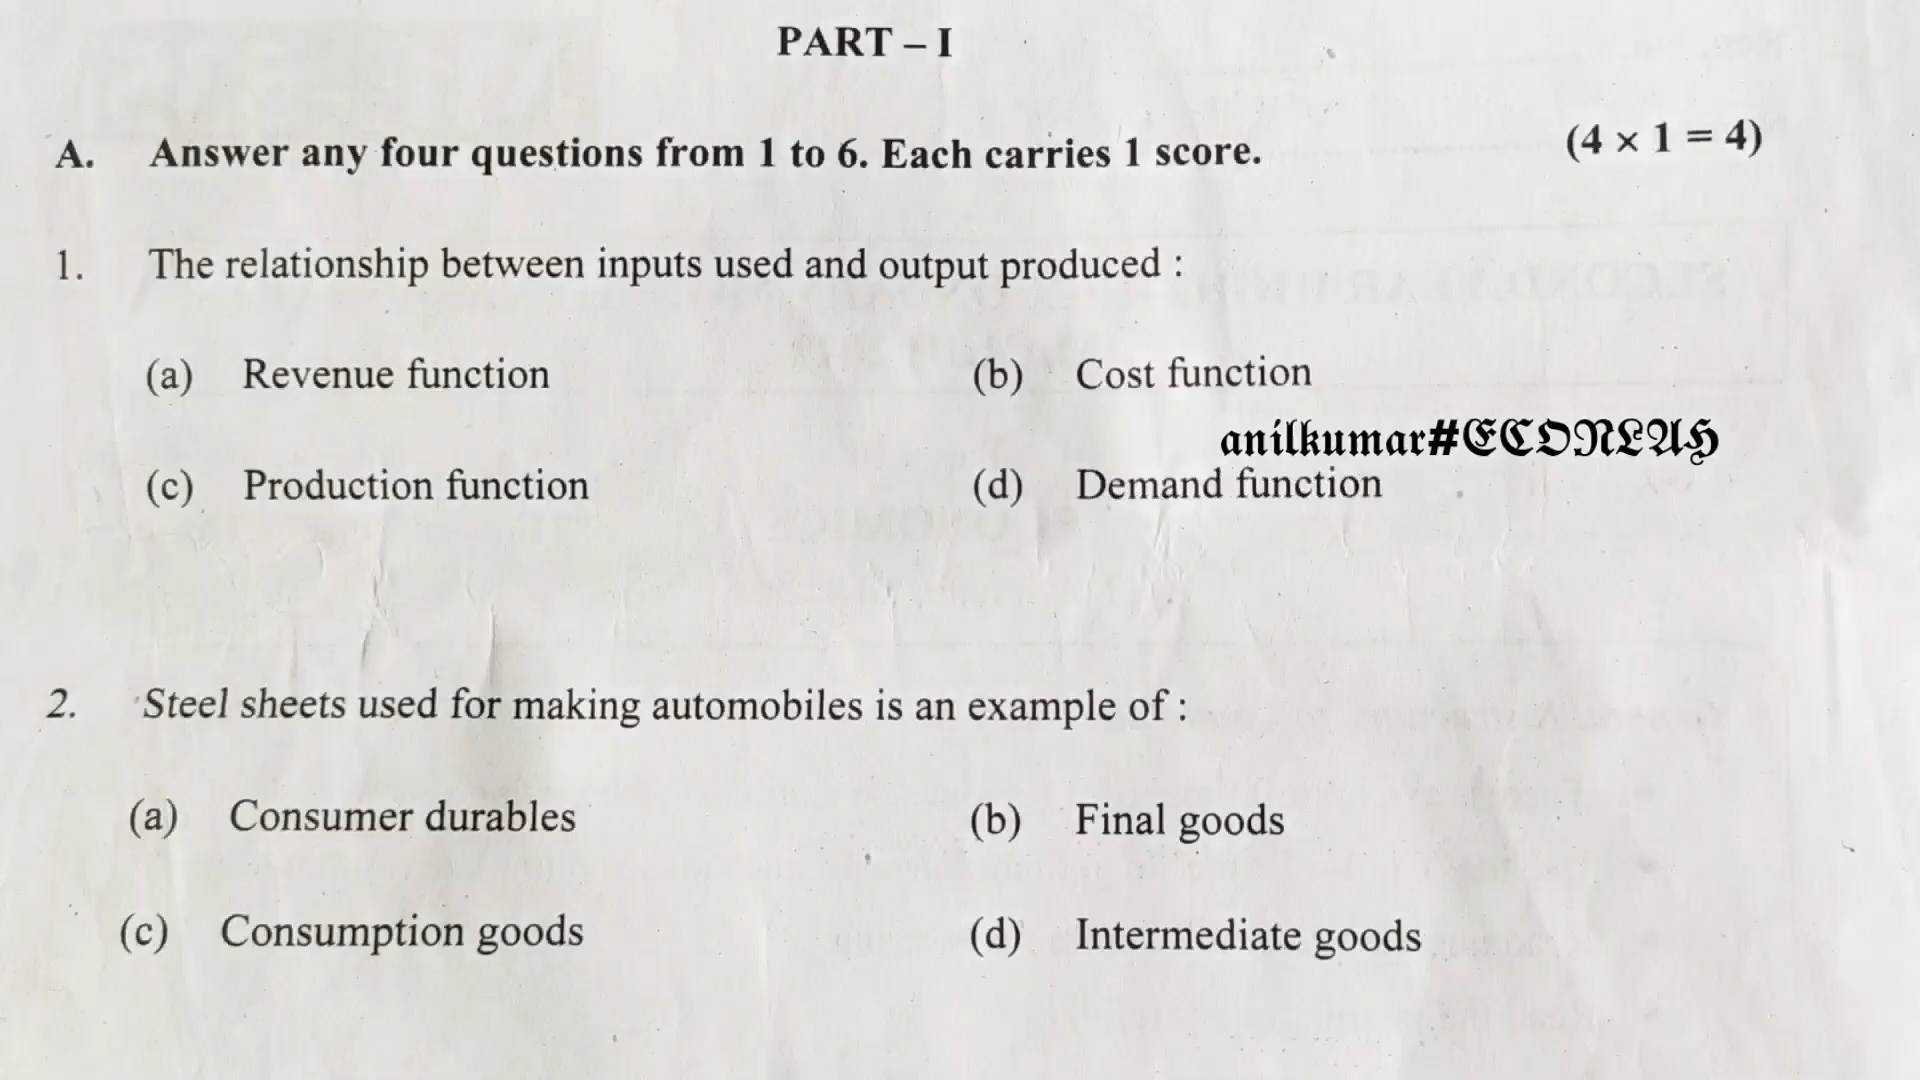 PART – I
A. Answer any four questions from 1 to 6. Each carries 1 score. (4 × 1 = 4)
1. The relationship between inputs used and output produced :
(a) Revenue function (b) Cost function
anilkumar#ECONLAH
(c) Production function (d) Demand function
2. Steel sheets used for making automobiles is an example of :
(a) Consumer durables (b) Final goods
(c) Consumption goods (d) Intermediate goods